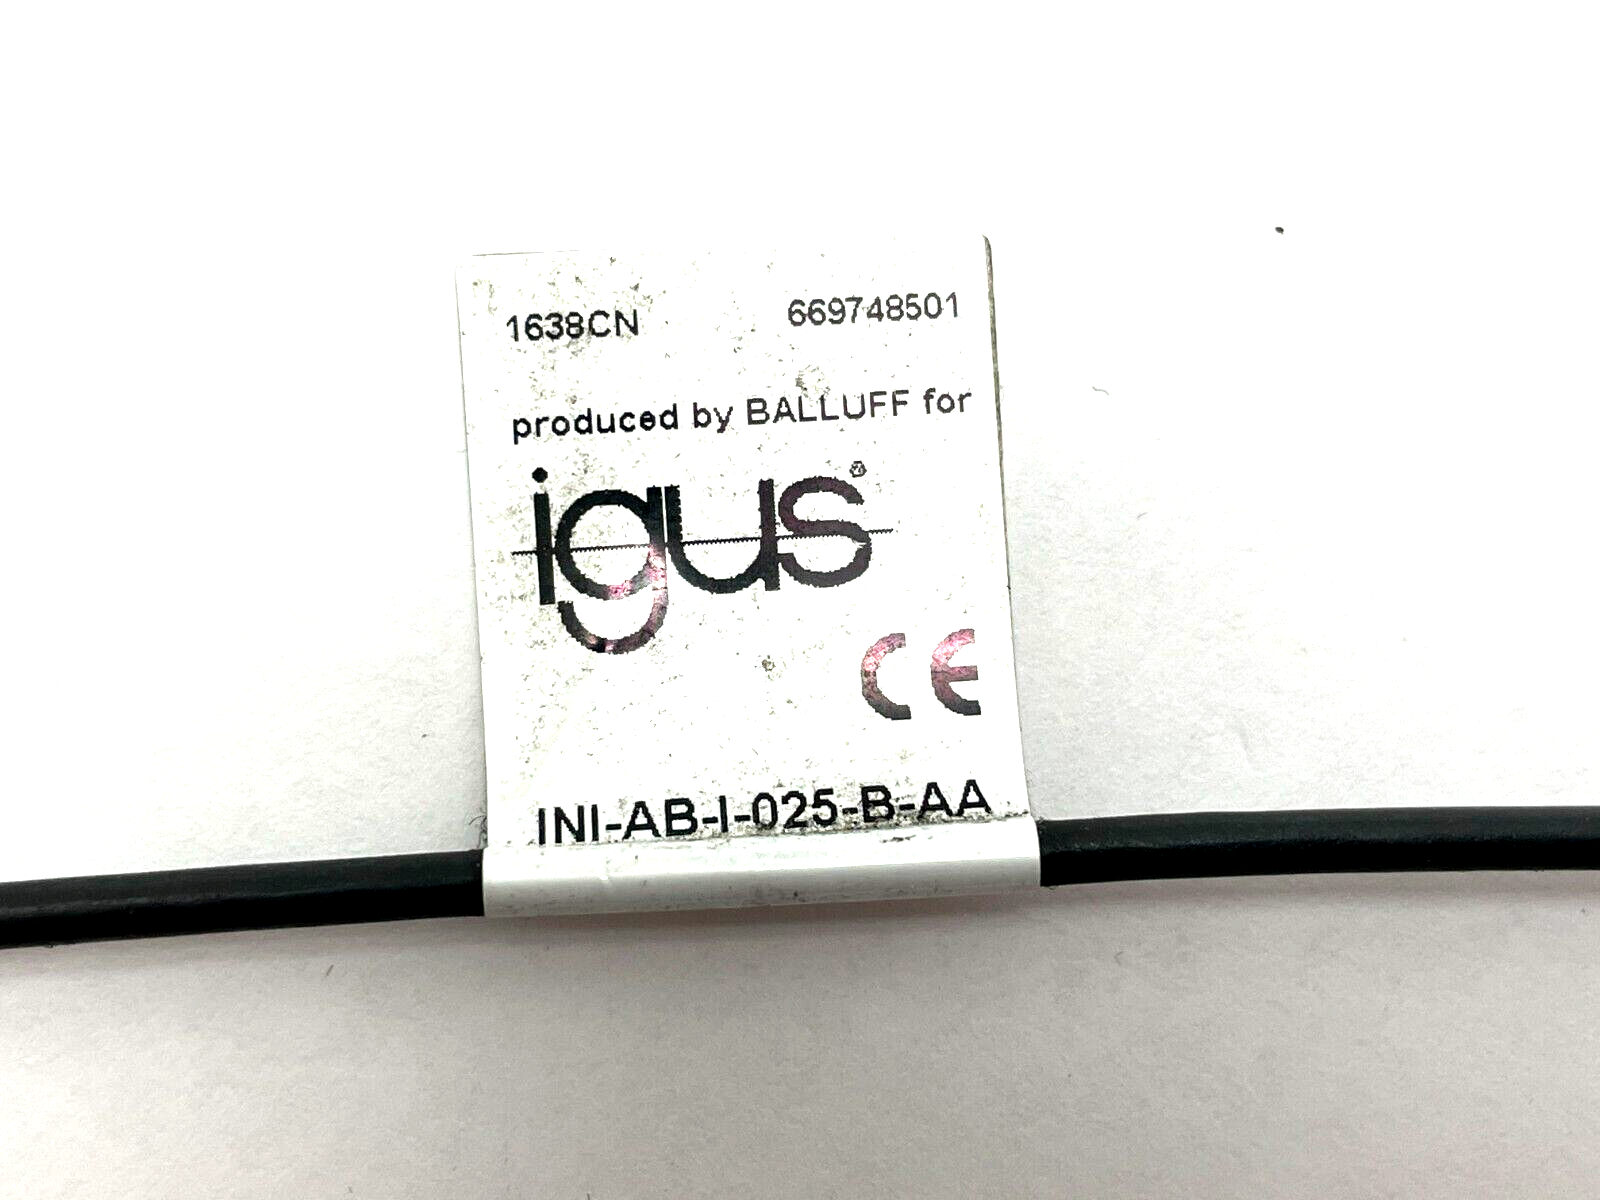 1638CN 669748501
produced by BALLUFF for
igus®
CE
INI-AB-I-025-B-AA